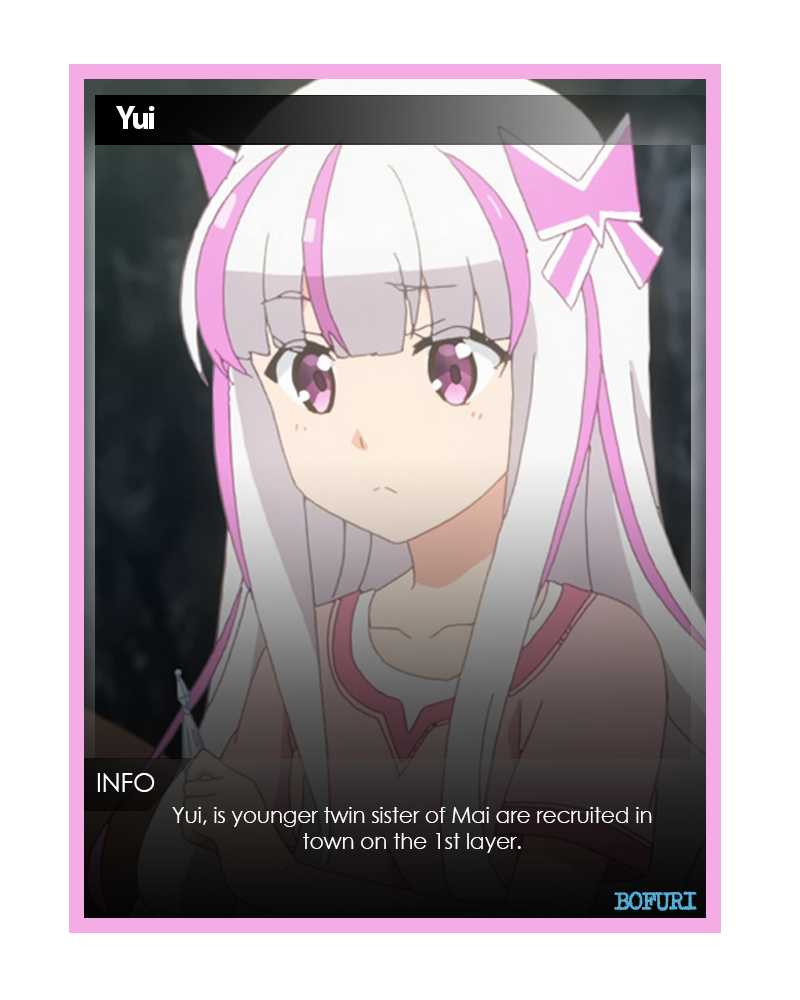 Yui
INFO
Yui, is younger twin sister of Mai are recruited in
town on the 1st layer.
BOFURI